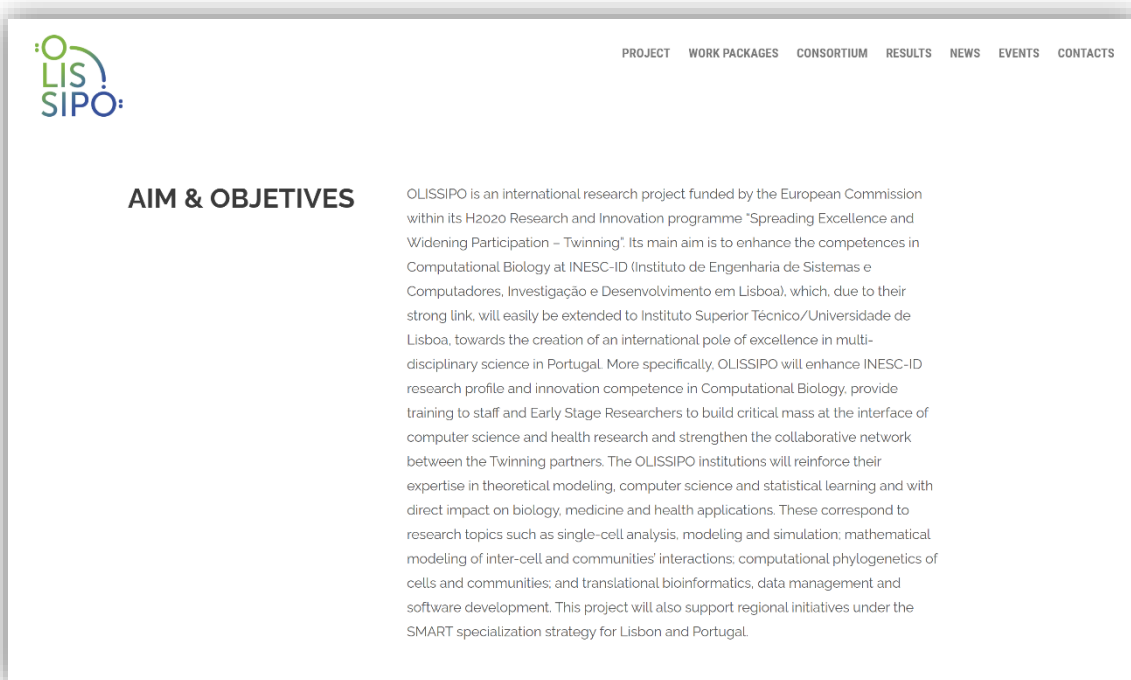 O
LIS
SIPO
PROJECT WORK PACKAGES CONSORTIUM RESULTS NEWS EVENTS CONTACTS
AIM & OBJETIVES
OLISSIPO is an international research project funded by the European Commission
within its H2020 Research and Innovation programme “Spreading Excellence and
Widening Participation – Twinning”. Its main aim is to enhance the competences in
Computational Biology at INESC-ID (Instituto de Engenharia de Sistemas e
Computadores, Investigação e Desenvolvimento em Lisboa), which, due to their
strong link, will easily be extended to Instituto Superior Técnico/Universidade de
Lisboa, towards the creation of an international pole of excellence in multi-
disciplinary science in Portugal. More specifically, OLISSIPO will enhance INESC-ID
research profile and innovation competence in Computational Biology, provide
training to staff and Early Stage Researchers to build critical mass at the interface of
computer science and health research and strengthen the collaborative network
between the Twinning partners. The OLISSIPO institutions will reinforce their
expertise in theoretical modeling, computer science and statistical learning and with
direct impact on biology, medicine and health applications. These correspond to
research topics such as single-cell analysis, modeling and simulation; mathematical
modeling of inter-cell and communities’ interactions; computational phylogenetics of
cells and communities; and translational bioinformatics, data management and
software development. This project will also support regional initiatives under the
SMART specialization strategy for Lisbon and Portugal.